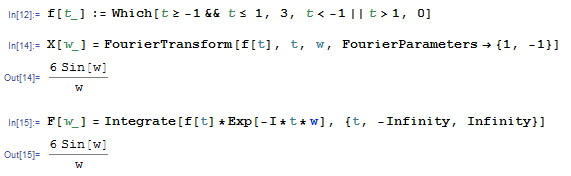 In[12]:= f[t_] := Which[t ≥ -1 && t ≤ 1, 3, t < -1 || t > 1, 0]
In[14]:= X[w_] = FourierTransform[f[t], t, w, FourierParameters → {1, -1}]
Out[14]= 6 Sin[w]
w
In[15]:= F[w_] = Integrate[f[t] * Exp[-I * t * w], {t, -Infinity, Infinity}]
Out[15]= 6 Sin[w]
w